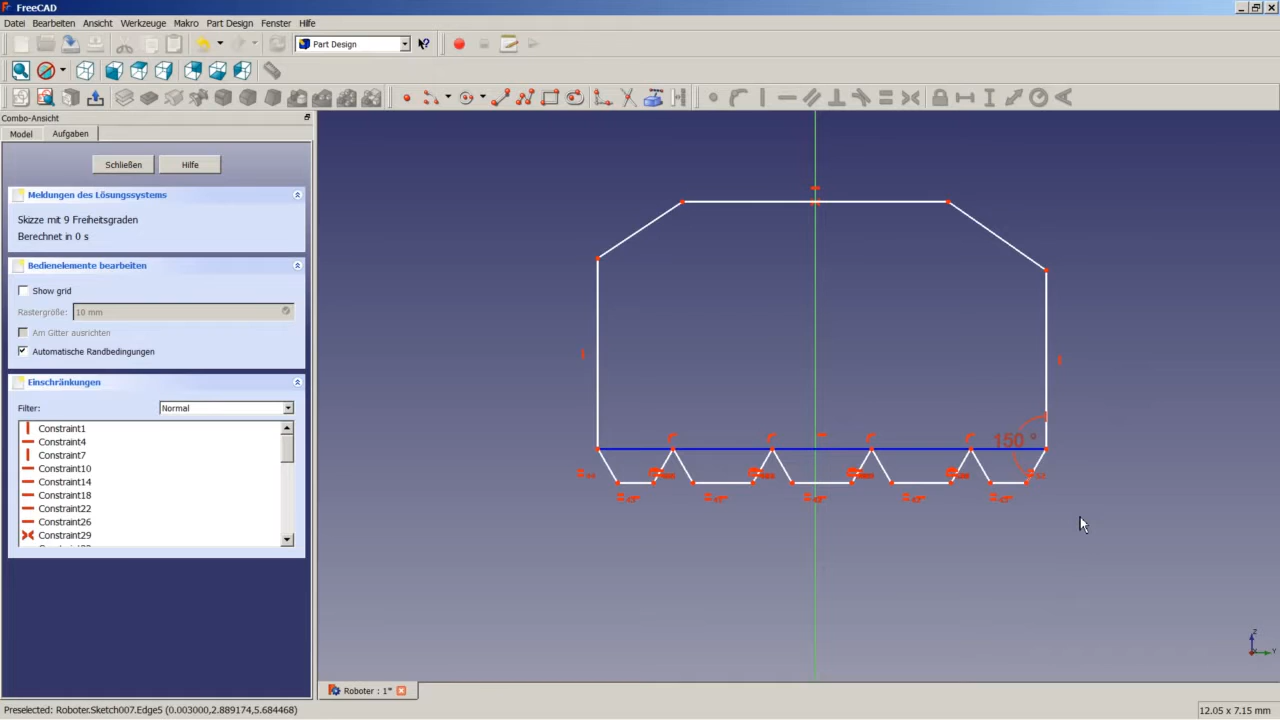 FreeCAD
Datei Bearbeiten Ansicht Werkzeuge Makro Part Design Fenster Hilfe
Part Design
Combo-Ansicht
Model Aufgaben
Schließen Hilfe
Meldungen des Lösungssystems
Skizze mit 9 Freiheitsgraden
Berechnet in 0 s
Bedienelemente bearbeiten
Show grid
Rastergröße: 10 mm
Am Gitter ausrichten
Automatische Randbedingungen
Einschränkungen
Filter: Normal
Constraint1
Constraint4
Constraint7
Constraint10
Constraint14
Constraint18
Constraint22
Constraint26
Constraint29
150 °
Z
Y
Roboter : 1*
Preselected: Roboter.Sketch007.Edge5 (0.003000,2.889174,5.684468)
12.05 x 7.15 mm